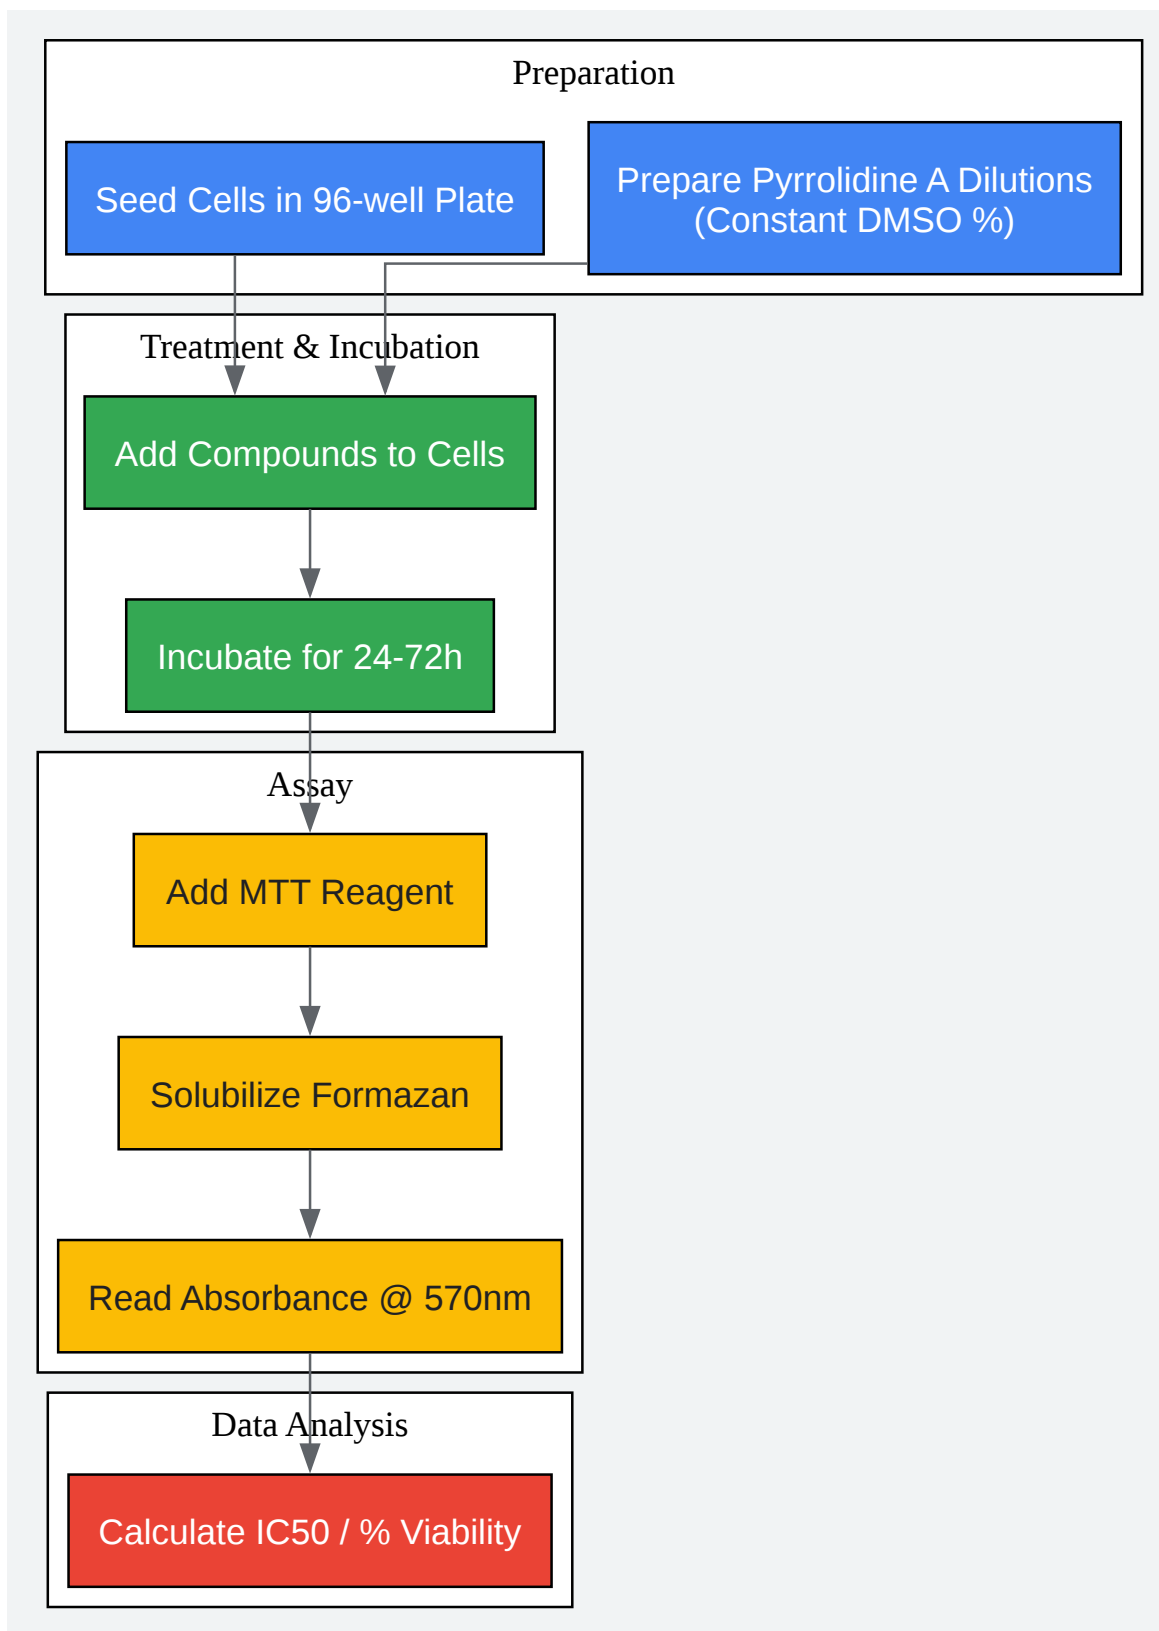 Preparation
Seed Cells in 96-well Plate
Prepare Pyrrolidine A Dilutions
(Constant DMSO %)
Treatment & Incubation
Add Compounds to Cells
Incubate for 24-72h
Assay
Add MTT Reagent
Solubilize Formazan
Read Absorbance @ 570nm
Data Analysis
Calculate IC50 / % Viability